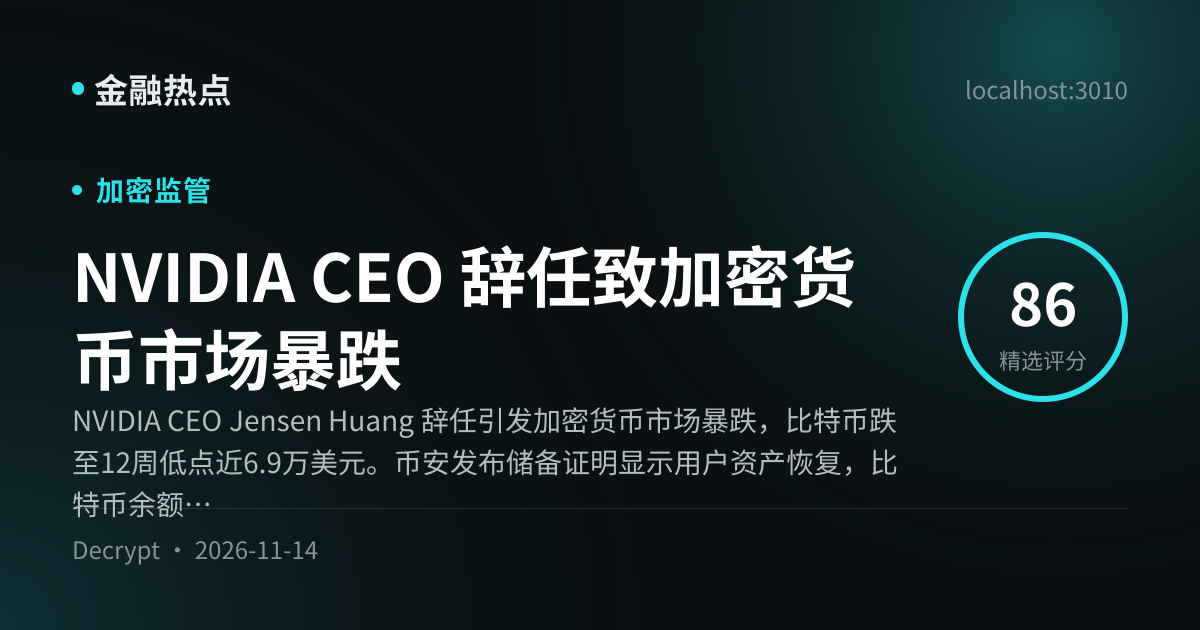 金融热点
localhost:3010
加密监管
NVIDIA CEO 辞任致加密货
币市场暴跌
86
精选评分
NVIDIA CEO Jensen Huang 辞任引发加密货币市场暴跌，比特币跌
至12周低点近6.9万美元。币安发布储备证明显示用户资产恢复，比
特币余额…
Decrypt · 2026-11-14